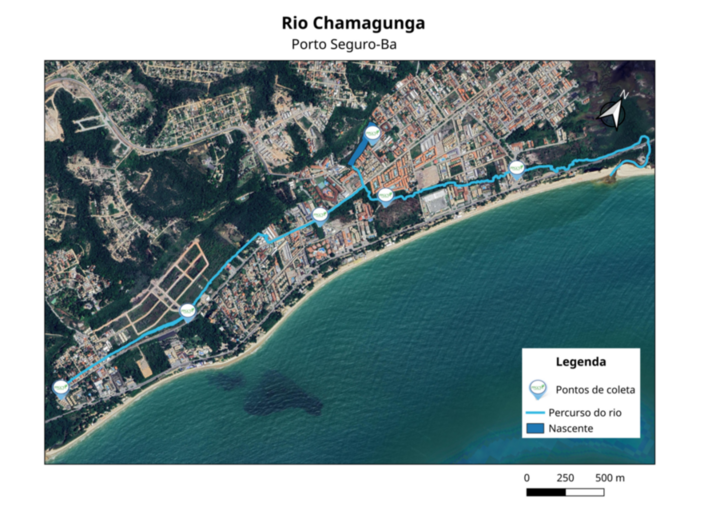 Rio Chamagunga
Porto Seguro-Ba
N
Legenda
Pontos de coleta
Percurso do rio
Nascente
0 250 500 m